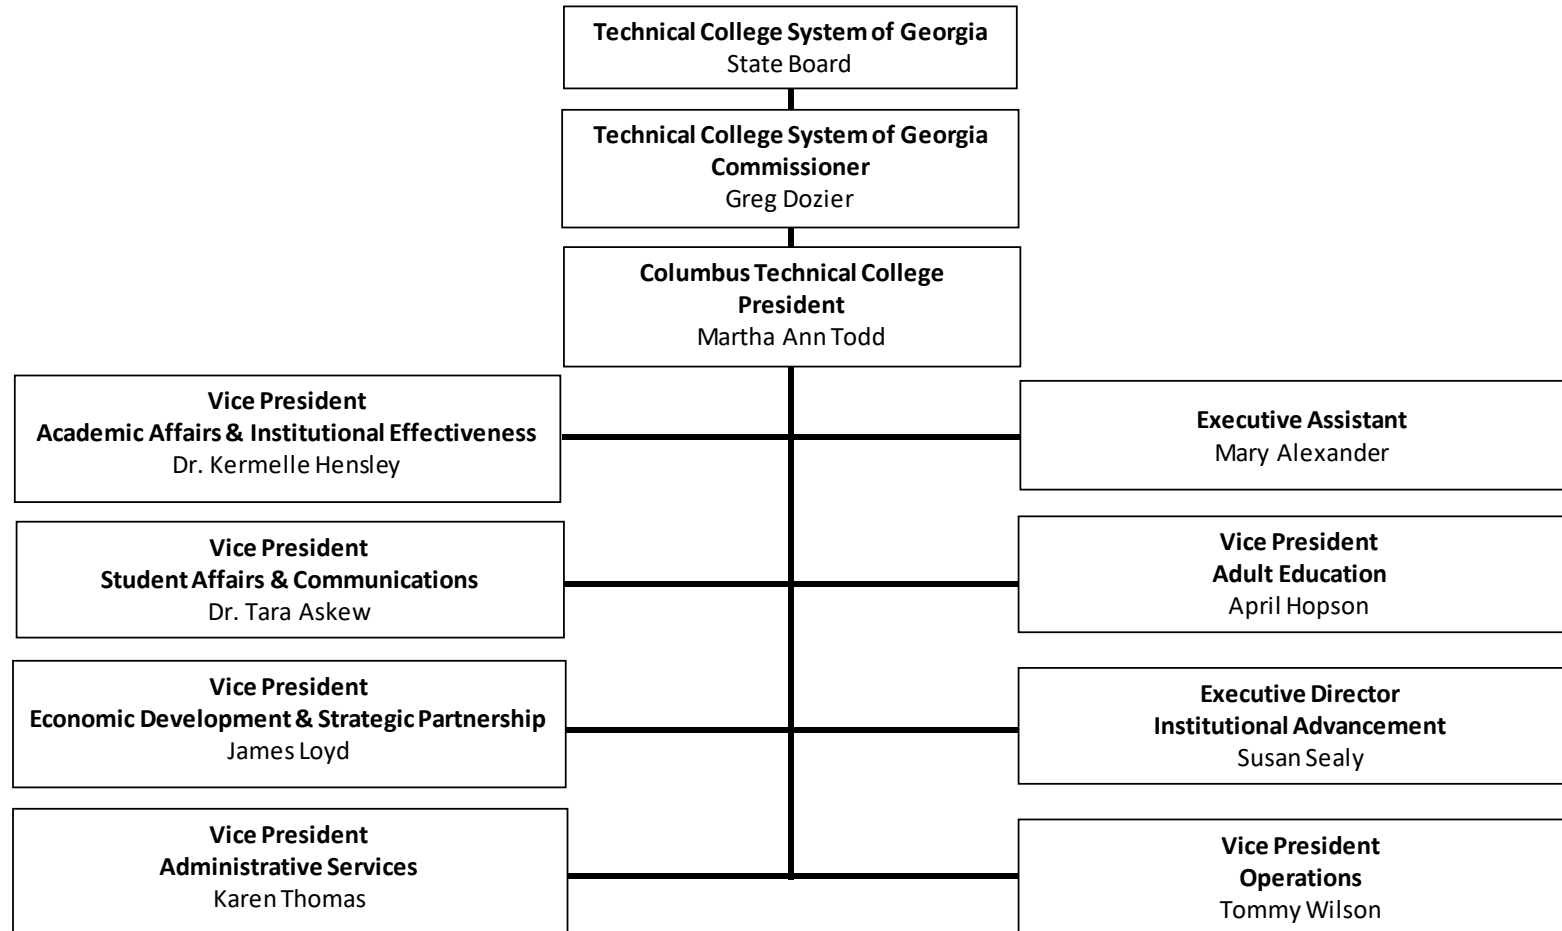 Technical College System of Georgia
State Board
Technical College System of Georgia
Commissioner
Greg Dozier
Columbus Technical College
President
Martha Ann Todd
Vice President
Academic Affairs & Institutional Effectiveness
Dr. Kermelle Hensley
Executive Assistant
Mary Alexander
Vice President
Student Affairs & Communications
Dr. Tara Askew
Vice President
Adult Education
April Hopson
Vice President
Economic Development & Strategic Partnership
James Loyd
Executive Director
Institutional Advancement
Susan Sealy
Vice President
Administrative Services
Karen Thomas
Vice President
Operations
Tommy Wilson